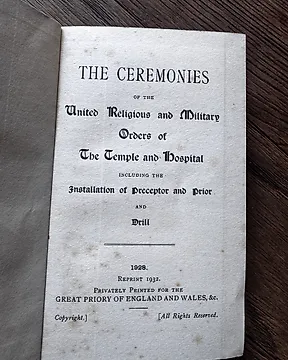 THE CEREMONIES
OF THE
United Religious and Military
Orders of
The Temple and Hospital
INCLUDING THE
Installation of Preceptor and Prior
AND
Drill
1928.
REPRINT 1932.
PRIVATELY PRINTED FOR THE
GREAT PRIORY OF ENGLAND AND WALES, &c.
Copyright.] [All Rights Reserved.